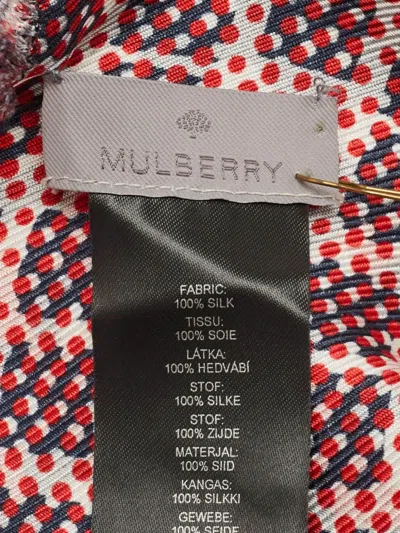 MULBERRY
FABRIC:
100% SILK
TISSU:
100% SOIE
LÁTKA:
100% HEDVÁBÍ
STOF:
100% SILKE
STOF:
100% ZIJDE
MATERJAL:
100% SIID
KANGAS:
100% SILKKI
GEWEBE:
100% SEIDE